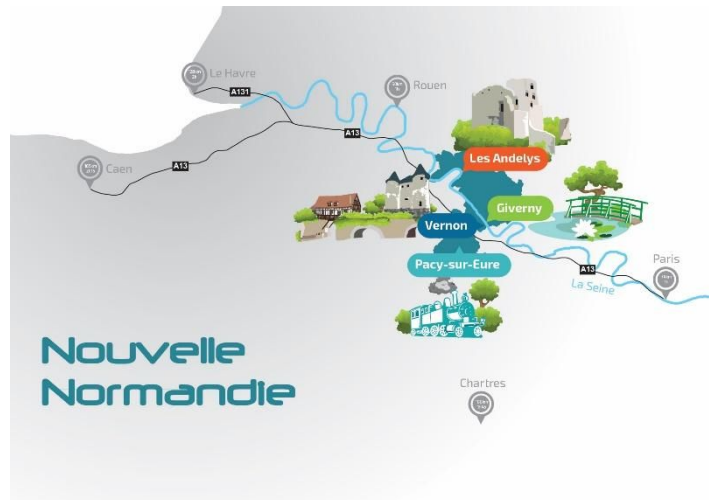 Le Havre
A131
Rouen
A13
Les Andelys
Caen
A13
Giverny
Vernon
Paris
Pacy-sur-Eure
A13
La Seine
Nouvelle
Normandie
Chartres